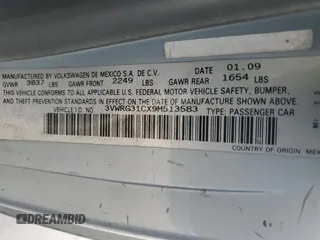 MANUFACTURED BY VOLKSWAGEN DE MEXICO S.A. DE C.V. 01.09
GVWR 3837 LBS GAWR FRONT 2249 LBS GAWR REAR 1654 LBS
THIS VEHICLE CONFORMS TO ALL APPLICABLE U.S. FEDERAL MOTOR VEHICLE SAFETY, BUMPER,
AND THEFT PREVENTION STANDARDS IN EFFECT ON THE DATE OF MANUFACTURE SHOWN ABOVE.
VEHICLE I D NO. 3VWRG31CX9M513583 TYPE: PASSENGER CAR
COUNTRY OF ORIGIN MEX
DREAMBID